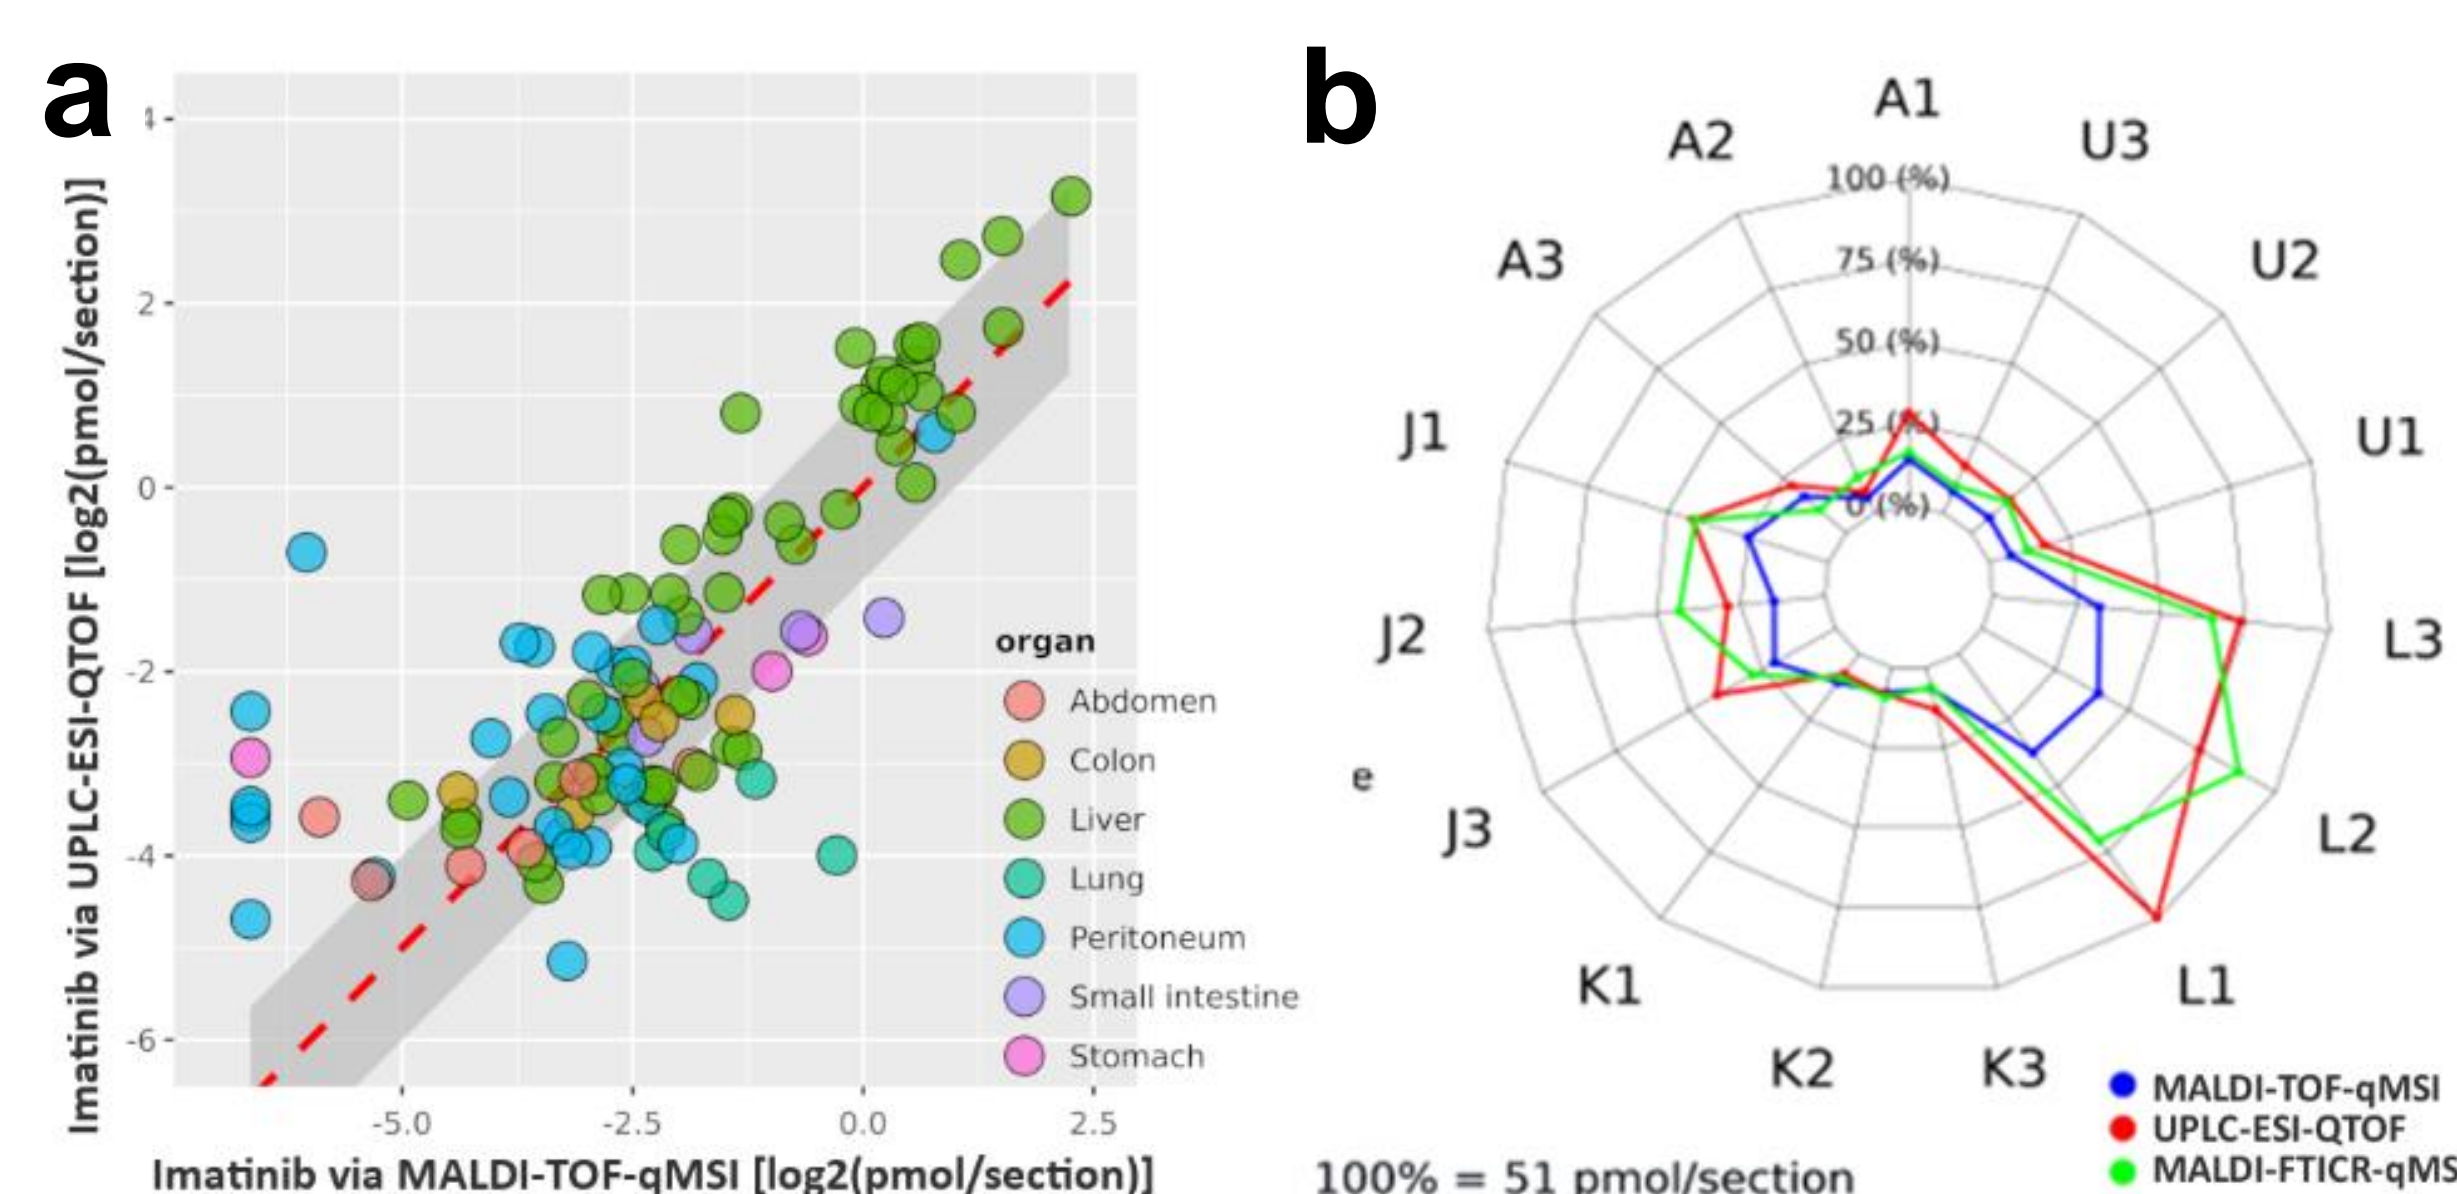 a
b
4
2
0
-2
-4
-6
Imatinib via UPLC-ESI-QTOF [log2(pmol/section)]
-5.0
-2.5
0.0
2.5
Imatinib via MALDI-TOF-qMSI [log2(pmol/section)]
organ
Abdomen
Colon
Liver
Lung
Peritoneum
Small intestine
Stomach
A1
A2
A3
J1
J2
J3
K1
K2
K3
L1
L2
L3
U1
U2
U3
100 (%)
75 (%)
50 (%)
25 (%)
0 (%)
e
100% = 51 pmol/section
MALDI-TOF-qMSI
UPLC-ESI-QTOF
MALDI-FTICR-qMS